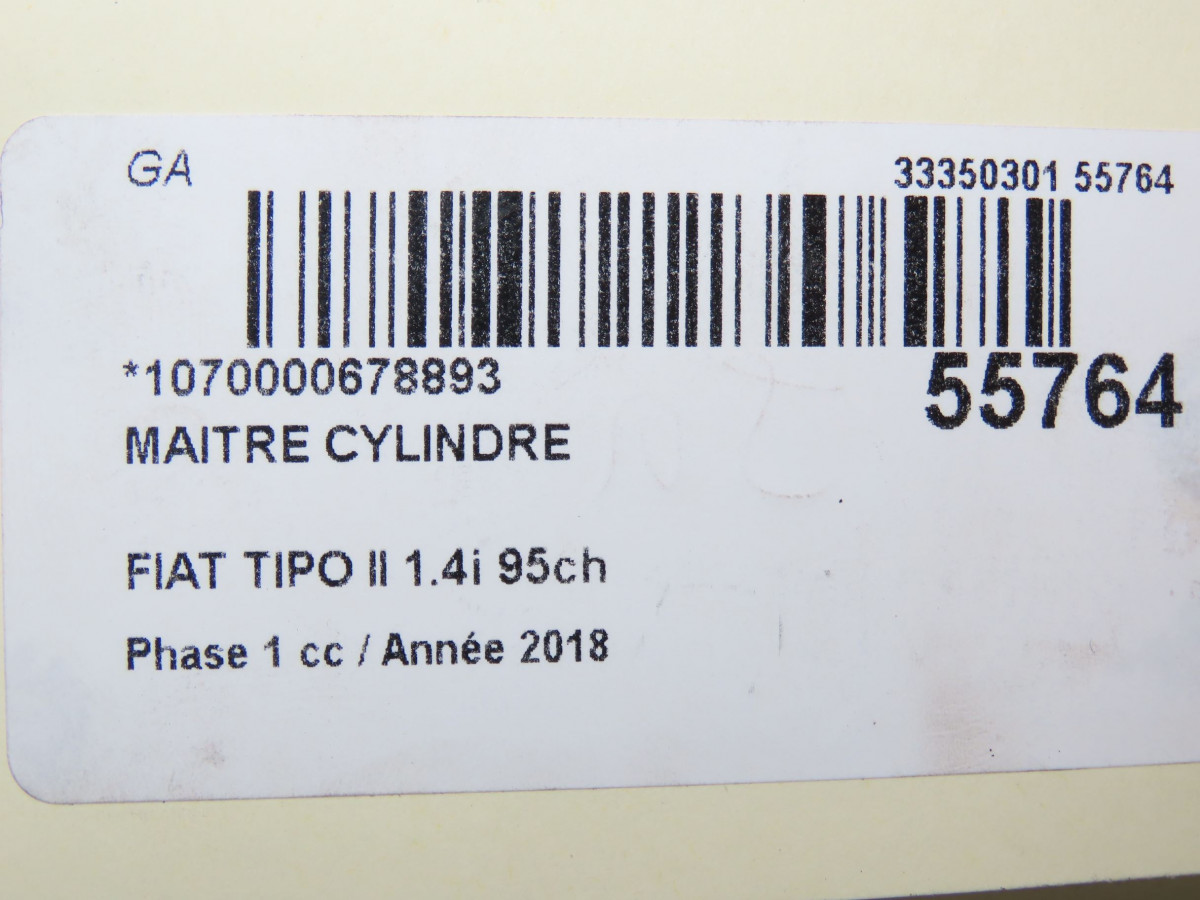 GA
33350301 55764
*1070000678893
55764
MAITRE CYLINDRE
FIAT TIPO II 1.4i 95ch
Phase 1 cc / Année 2018